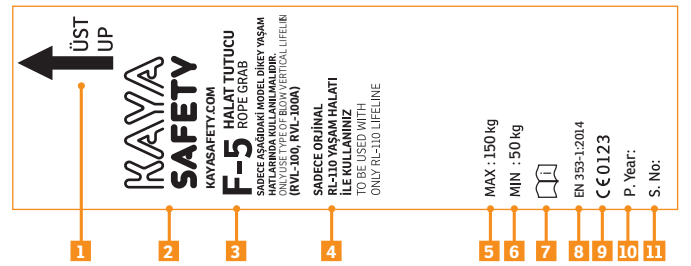 ÜST
UP
KAYA
SAFETY
KAYASAFETY.COM
F-5
HALAT TUTUCU
ROPE GRAB
SADECE AŞAĞIDAKİ MODEL DİKEY YAŞAM
HATLARINDA KULLANILMALIDIR.
ONLY USE TYPE OF BLOW VERTICAL LIFELIN
(RVL-100, RVL-100A)
SADECE ORJİNAL
RL-110 YAŞAM HALATI
İLE KULLANINIZ
TO BE USED WITH
ONLY RL-110 LIFELINE
MAX : 150 kg
MIN : 50 kg
i
EN 353-1:2014
CE 0123
P. Year:
S. No:
1
2
3
4
5
6
7
8
9
10
11